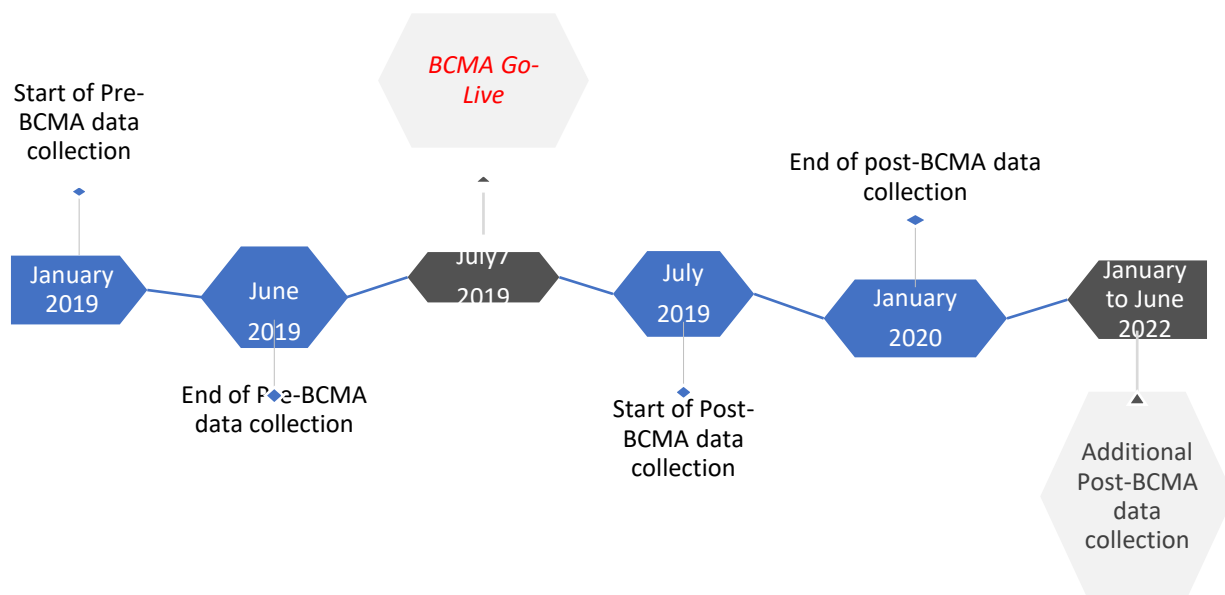 BCMA Go-
Live
Start of Pre-
BCMA data
collection
End of post-BCMA data
collection
January
2019
June
2019
July7
2019
July
2019
January
2020
January
to June
2022
End of Pre-BCMA
data collection
Start of Post-
BCMA data
collection
Additional
Post-BCMA
data
collection